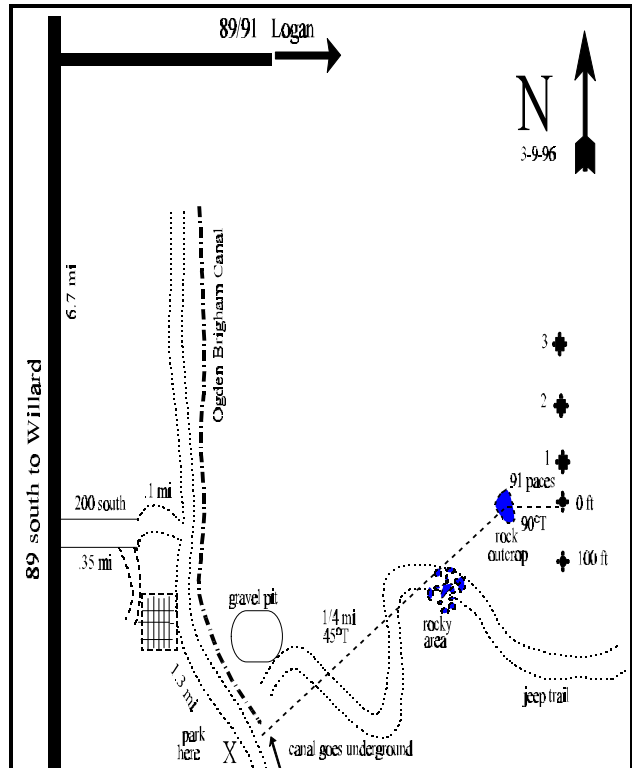 89/91 Logan
N
3-9-96
6.7 mi
Ogden Brigham Canal
89 south to Willard
3
2
1
91 paces
0 ft
90°T
rock
outcrop
100 ft
200 south
.1 mi
.35 mi
gravel pit
1/4 mi
45°T
rocky
area
1.3 mi
jeep trail
park
here
X
canal goes underground